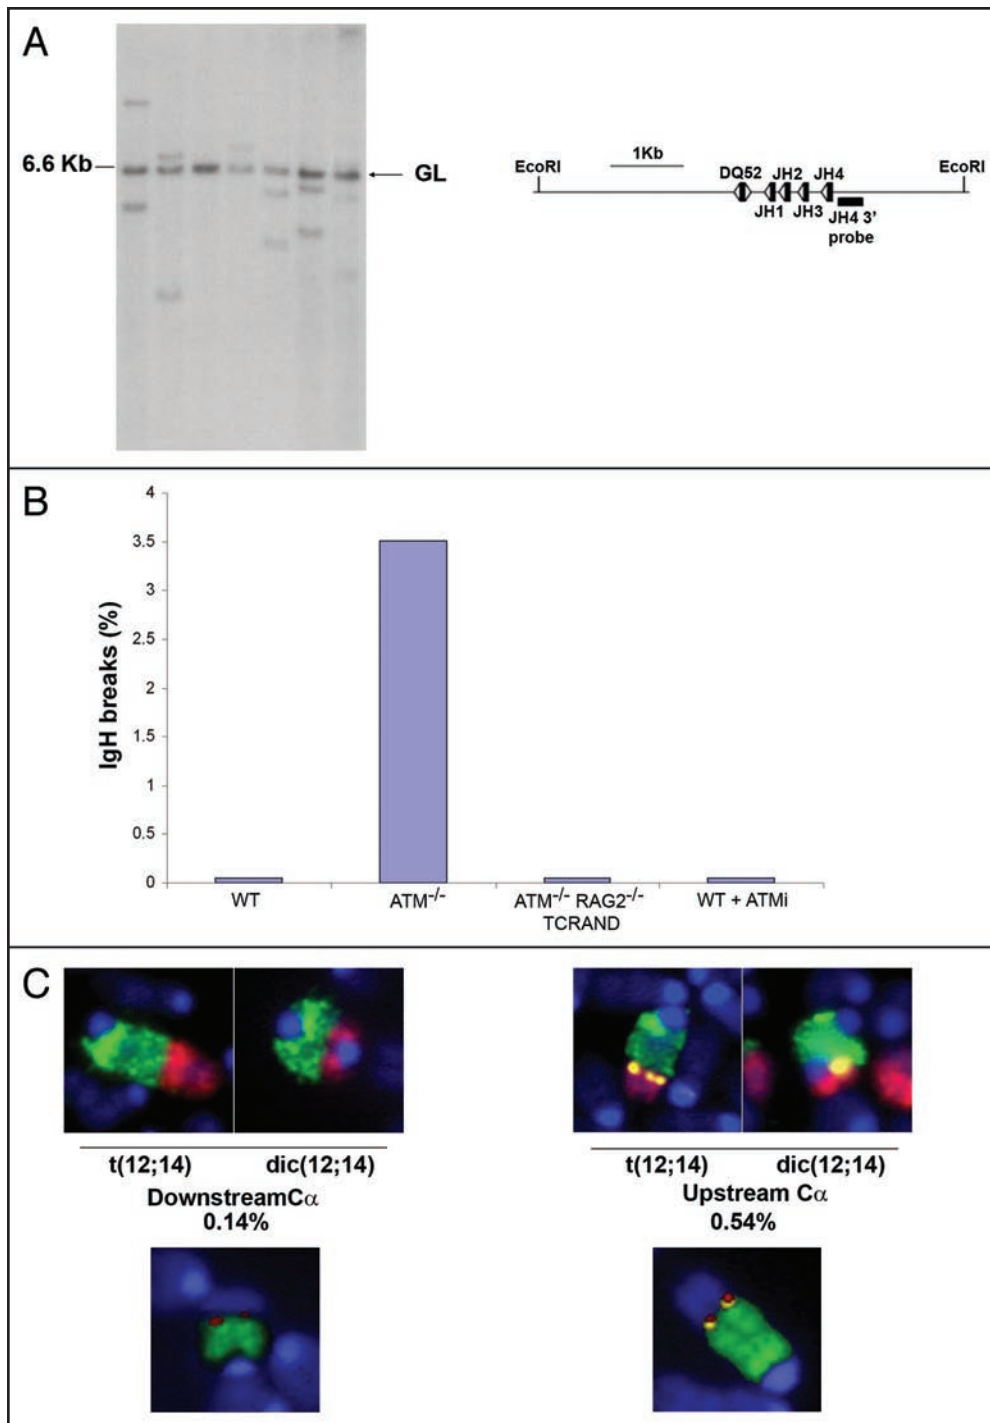 A
6.6 Kb
GL
1Kb
EcoRI
EcoRI
DQ52
JH2
JH4
JH1
JH3
JH4 3'
probe
B
IgH breaks (%)
4
3.5
3
2.5
2
1.5
1
0.5
0
WT
ATM-/-
ATM-/- RAG2-/-
TCRAND
WT + ATMi
C
t(12;14)
dic(12;14)
DownstreamCα
0.14%
t(12;14)
dic(12;14)
Upstream Cα
0.54%